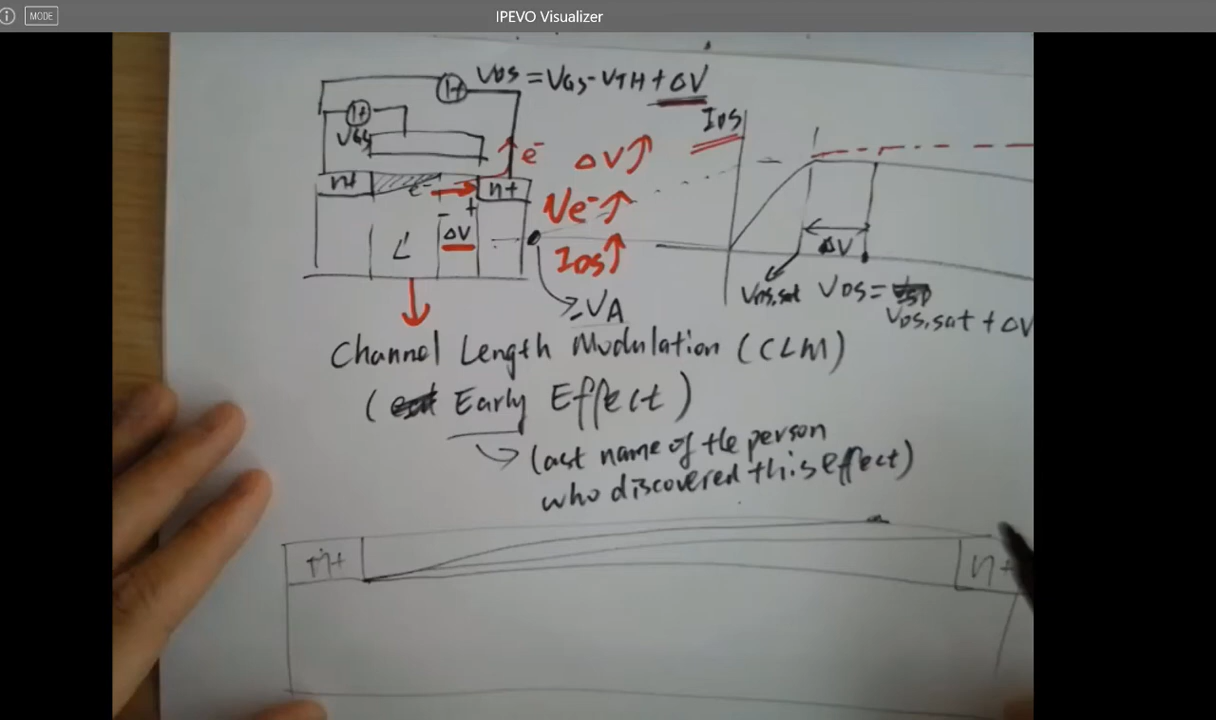 MODE
IPEVO Visualizer
VDS = VGS - VTH + ΔV
VGS
IDS
e⁻
ΔV↑
n+
e⁻
n+
Ne⁻↑
- +
L'
ΔV
IDS↑
ΔV
VDS,sat
VDS =
VDS,sat + ΔV
-VA
Channel Length Modulation (CLM)
( Early Effect )
(last name of the person
who discovered this effect)
n+
n+